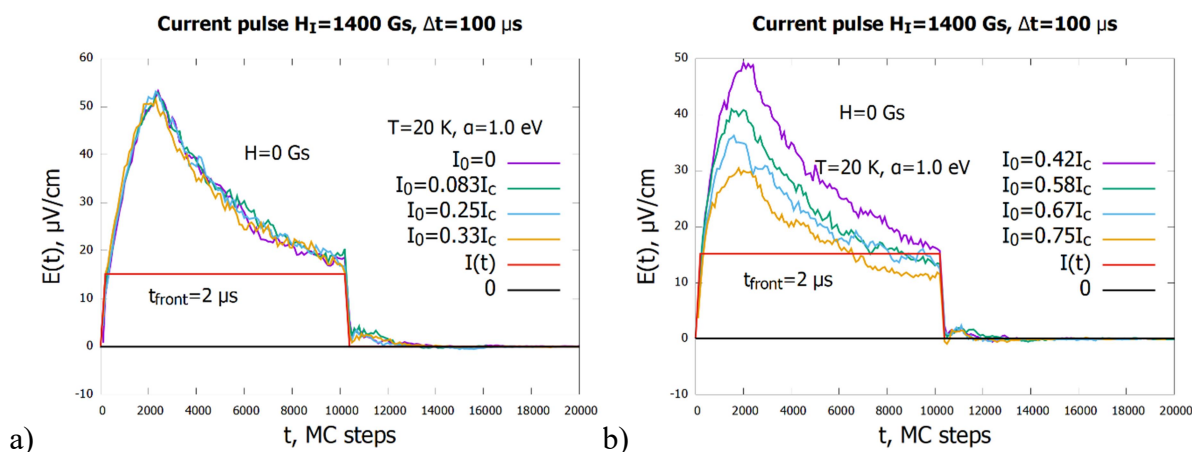 Current pulse H_I=1400 Gs, Δt=100 μs
60
50
40
30
20
10
0
-10
E(t), μV/cm
T=20 K, α=1.0 eV
H=0 Gs
I₀=0
I₀=0.083I_C
I₀=0.25I_C
I₀=0.33I_C
I(t)
0
t_front=2 μs
0 2000 4000 6000 8000 10000 12000 14000 16000 18000 20000
t, MC steps
a)
Current pulse H_I=1400 Gs, Δt=100 μs
50
40
30
20
10
0
-10
E(t), μV/cm
H=0 Gs
T=20 K, α=1.0 eV
I₀=0.42I_C
I₀=0.58I_C
I₀=0.67I_C
I₀=0.75I_C
I(t)
0
t_front=2 μs
0 2000 4000 6000 8000 10000 12000 14000 16000 18000 20000
t, MC steps
b)